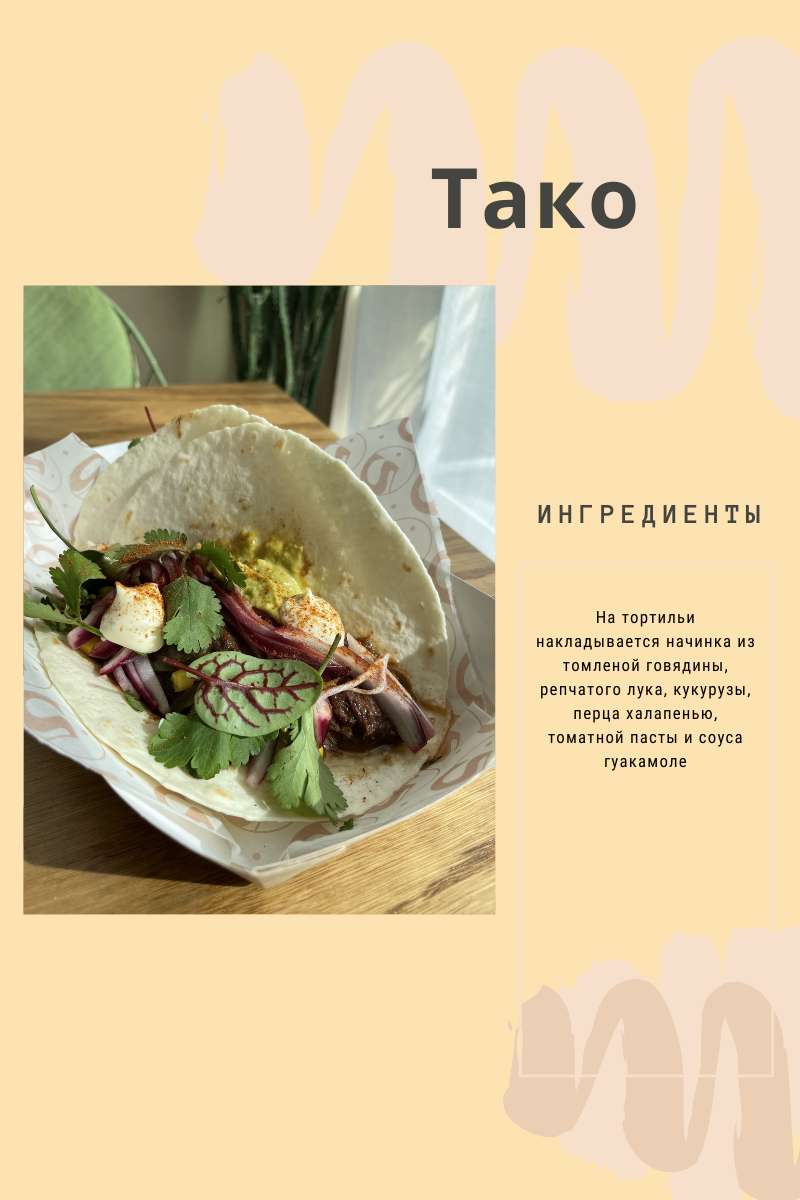 Тако
ИНГРЕДИЕНТЫ
На тортильи
накладывается начинка из
томленой говядины,
репчатого лука, кукурузы,
перца халапенью,
томатной пасты и соуса
гуакамоле